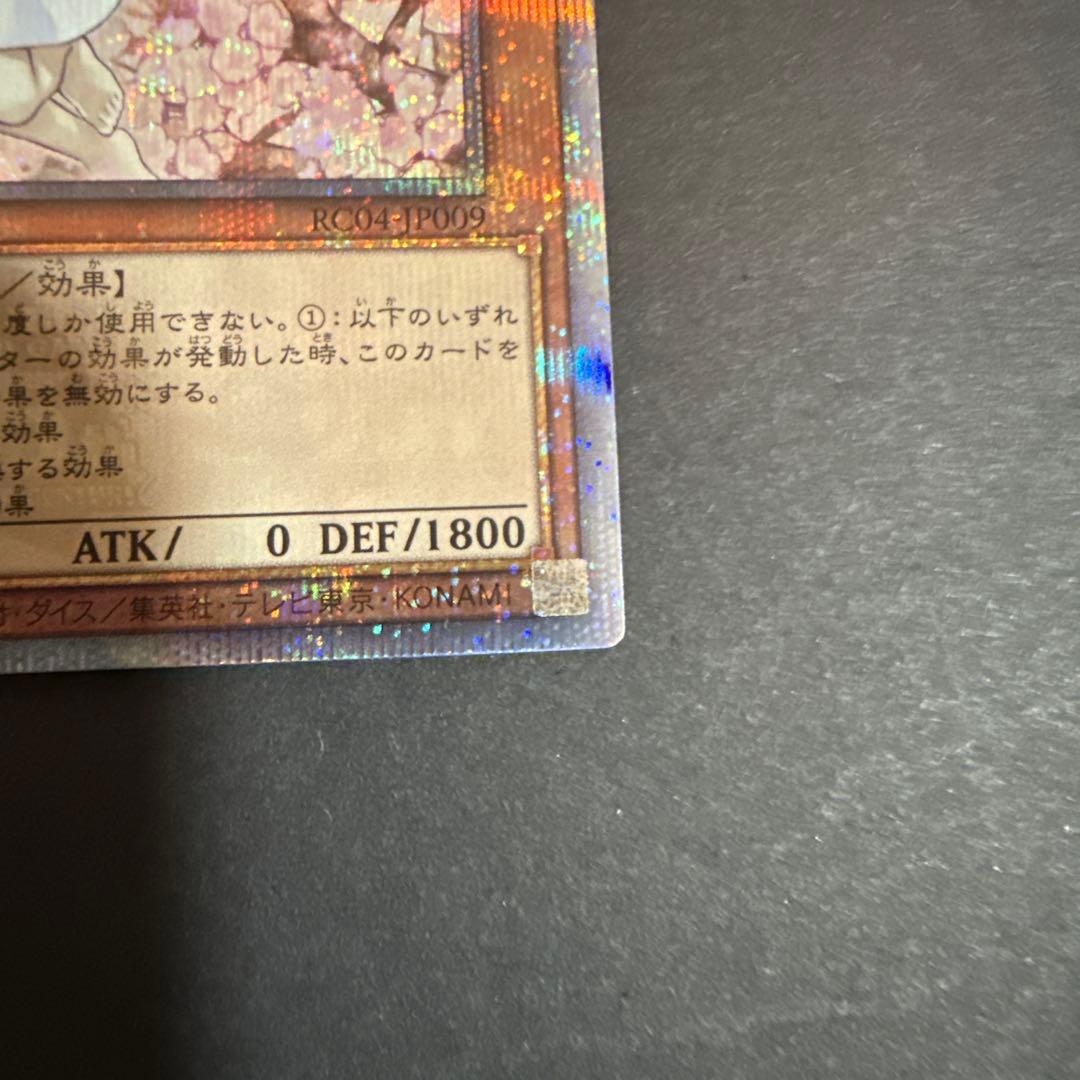 RC04-JP009
／効果】
度しか使用できない。①：以下のいずれ
ターの効果が発動した時、このカードを
果を無効にする。
効果
する効果
果
ATK/ 0 DEF/1800
・ダイス／集英社・テレビ東京・KONAMI